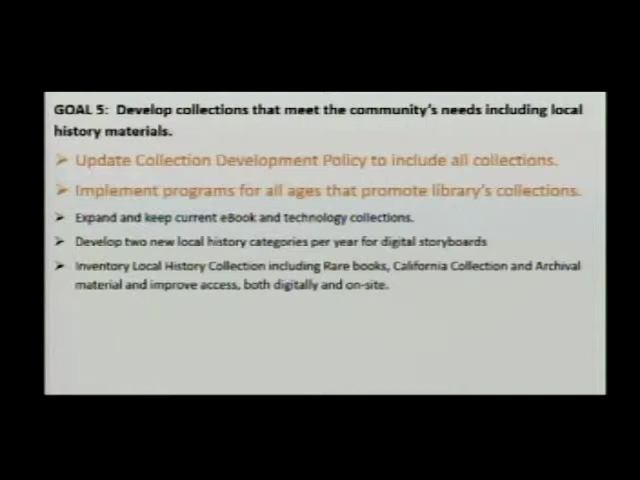 GOAL 5: Develop collections that meet the community's needs including local
history materials.
➢ Update Collection Development Policy to include all collections.
➢ Implement programs for all ages that promote library's collections.
➢ Expand and keep current eBook and technology collections.
➢ Develop two new local history categories per year for digital storyboards
➢ Inventory Local History Collection including Rare books, California Collection and Archival
material and improve access, both digitally and on-site.